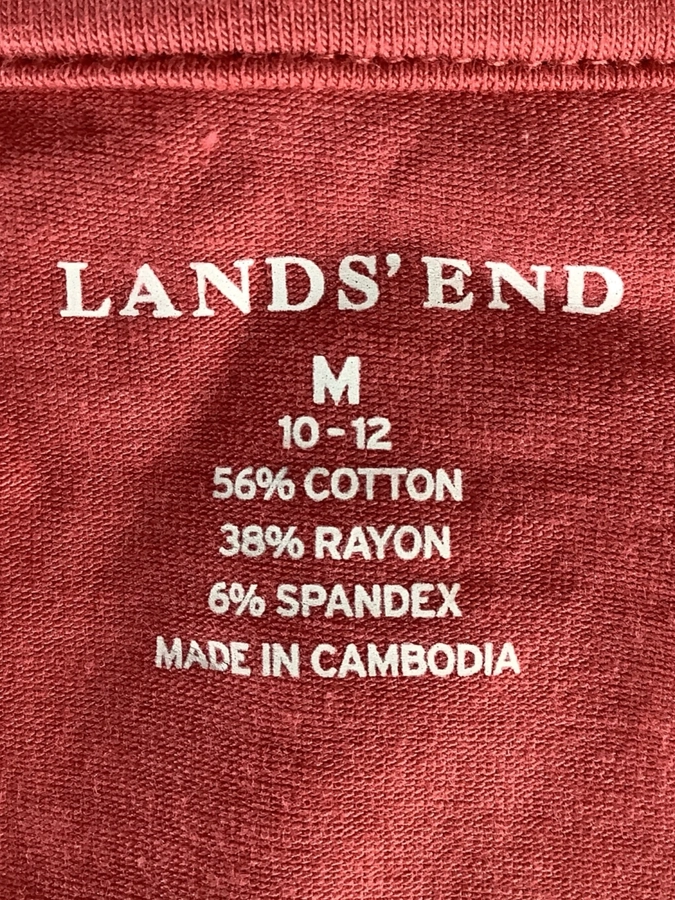 LANDS' END
M
10-12
56% COTTON
38% RAYON
6% SPANDEX
MADE IN CAMBODIA